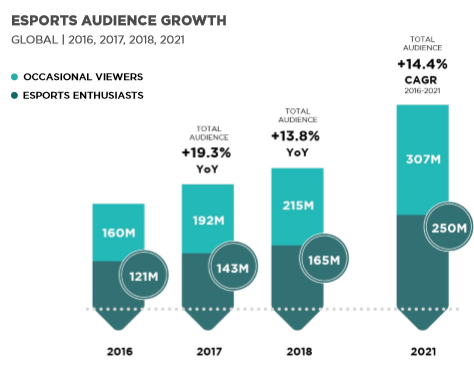 ESPORTS AUDIENCE GROWTH
GLOBAL | 2016, 2017, 2018, 2021
OCCASIONAL VIEWERS
ESPORTS ENTHUSIASTS
TOTAL
AUDIENCE
+19.3%
YoY
TOTAL
AUDIENCE
+13.8%
YoY
TOTAL
AUDIENCE
+14.4%
CAGR
2016-2021
160M
121M
192M
143M
215M
165M
307M
250M
2016
2017
2018
2021